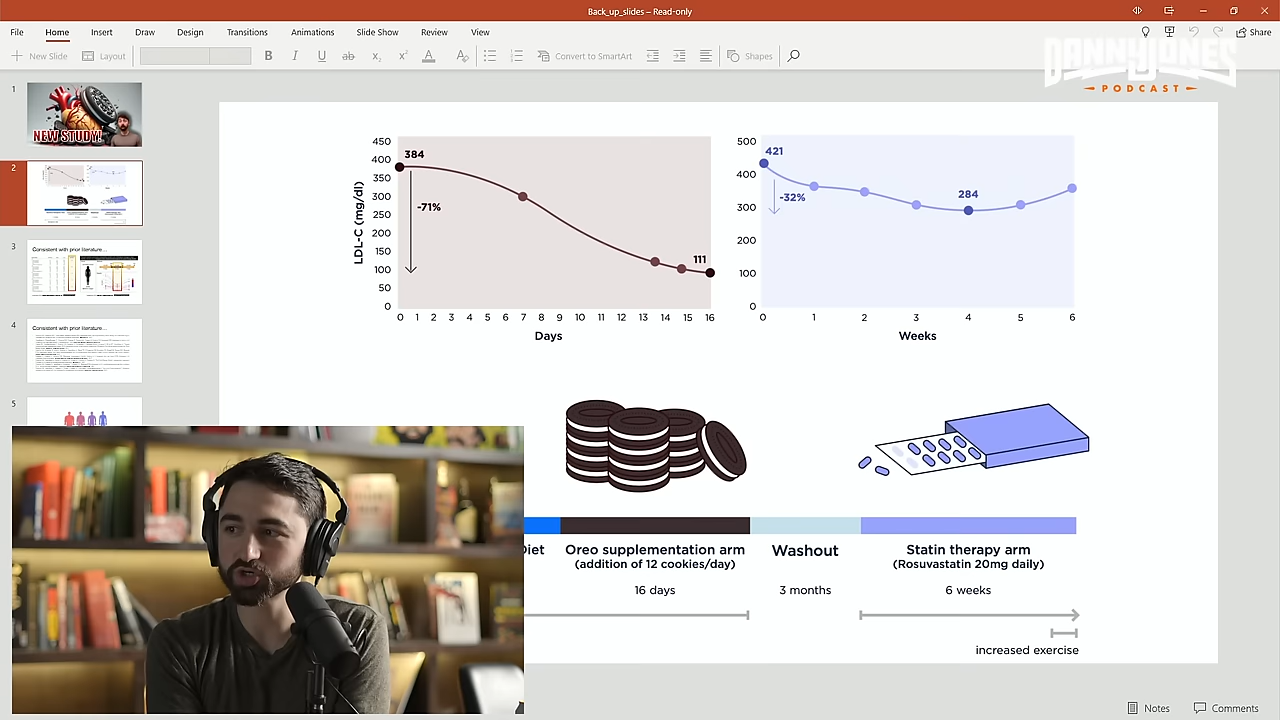 Back_up_slides – Read-only
File Home Insert Draw Design Transitions Animations Slide Show Review View
Share
New Slide Layout B I U ab x₂ x² A A Convert to SmartArt Shapes
DANNY JONES
PODCAST
1
NEW STUDY!
2
3
Consistent with prior literature...
4
Consistent with prior literature...
5
LDL-C (mg/dl)
450
400
350
300
250
200
150
100
50
0
384
-71%
111
0 1 2 3 4 5 6 7 8 9 10 11 12 13 14 15 16
Days
500
400
300
200
100
0
421
-32%
284
0 1 2 3 4 5 6
Weeks
Diet
Oreo supplementation arm
(addition of 12 cookies/day)
16 days
Washout
3 months
Statin therapy arm
(Rosuvastatin 20mg daily)
6 weeks
increased exercise
Notes Comments